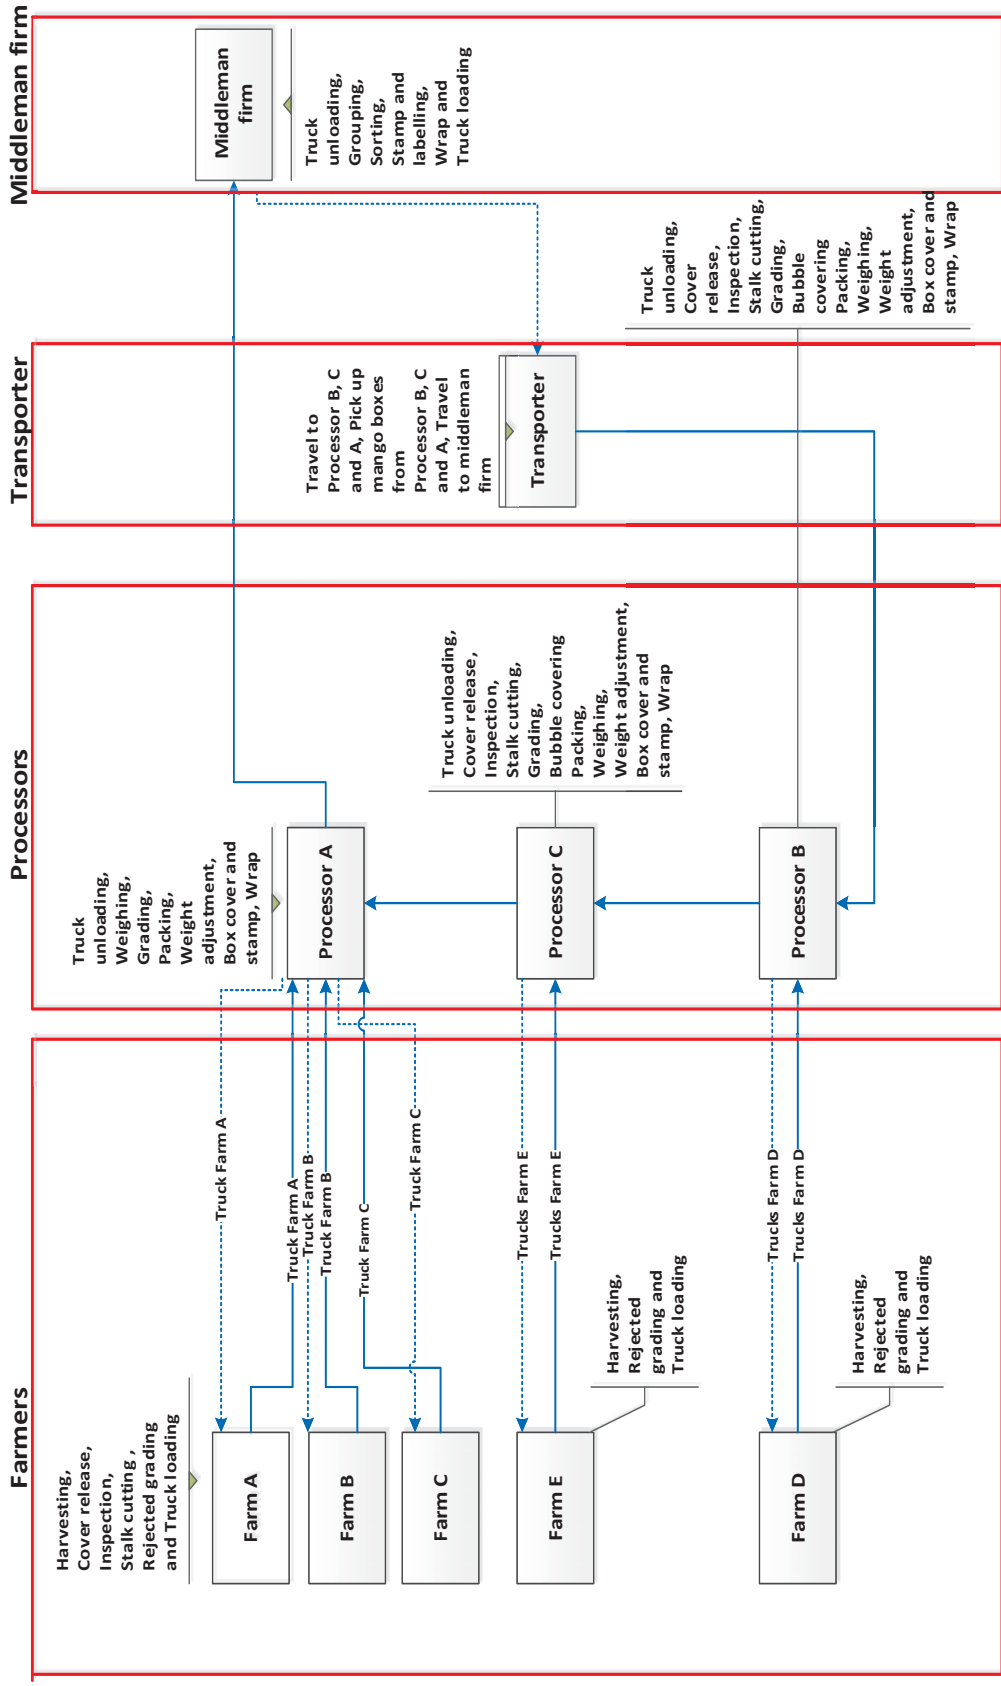 Farmers
Processors
Transporter
Middleman firm
Harvesting,
Cover release,
Inspection,
Stalk cutting ,
Rejected grading
and Truck loading
Farm A
Farm B
Farm C
Farm E
Farm D
Harvesting,
Rejected
grading and
Truck loading
Harvesting,
Rejected
grading and
Truck loading
Truck Farm A
Truck Farm A
Truck Farm B
Truck Farm B
Truck Farm C
Truck Farm C
Trucks Farm E
Trucks Farm E
Trucks Farm D
Trucks Farm D
Truck
unloading,
Weighing,
Grading,
Packing,
Weight
adjustment,
Box cover and
stamp, Wrap
Processor A
Processor C
Processor B
Truck unloading,
Cover release,
Inspection,
Stalk cutting,
Grading,
Bubble covering
Packing,
Weighing,
Weight adjustment,
Box cover and
stamp, Wrap
Travel to
Processor B, C
and A, Pick up
mango boxes
from
Processor B, C
and A, Travel
to middleman
firm
Transporter
Truck
unloading,
Cover
release,
Inspection,
Stalk cutting,
Grading,
Bubble
covering
Packing,
Weighing,
Weight
adjustment,
Box cover and
stamp, Wrap
Middleman
firm
Truck
unloading,
Grouping,
Sorting,
Stamp and
labelling,
Wrap and
Truck loading